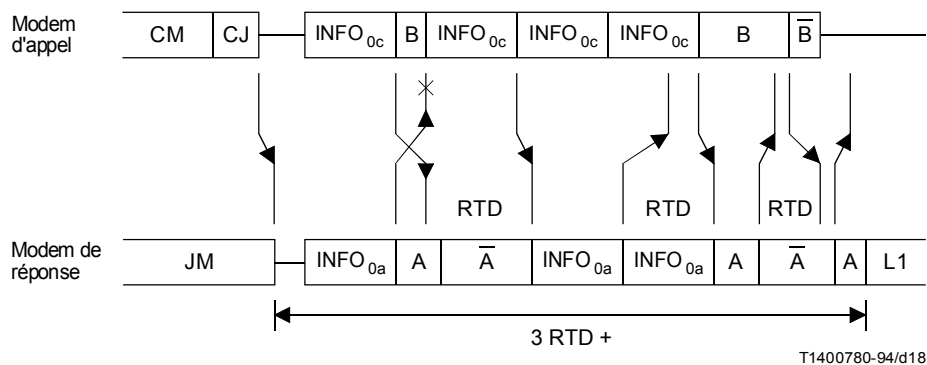 Modem
d'appel
CM CJ INFO0c B INFO0c INFO0c INFO0c B B̅
RTD RTD RTD
Modem de
réponse
JM INFO0a A A̅ INFO0a INFO0a A A̅ A L1
3 RTD +
T1400780-94/d18